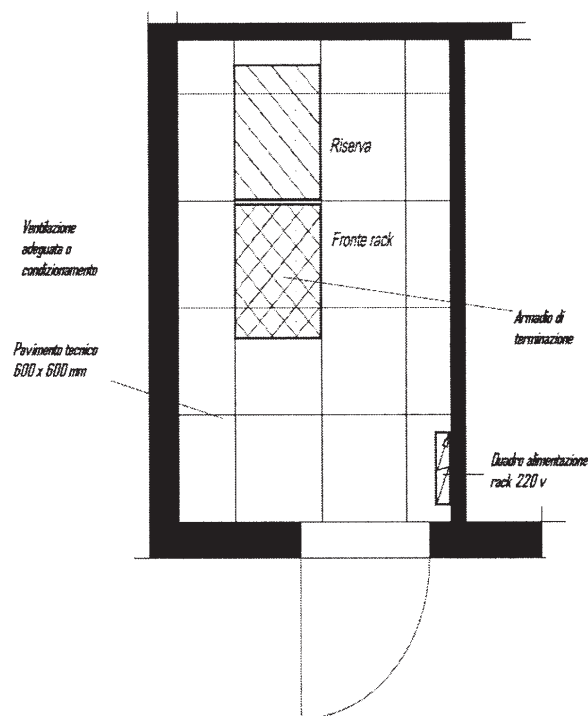 Riserva
Ventilazione
adeguata o
condizionamento
Fronte rack
Armadio di
terminazione
Pavimento tecnico
600 x 600 mm
Quadro alimentazione
rack 220 v